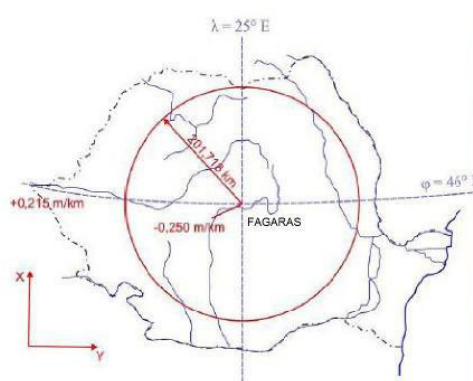 λ = 25° E
201,718 km
φ = 46°
+0,215 m/km
-0,250 m/km
FAGARAS
X
Y